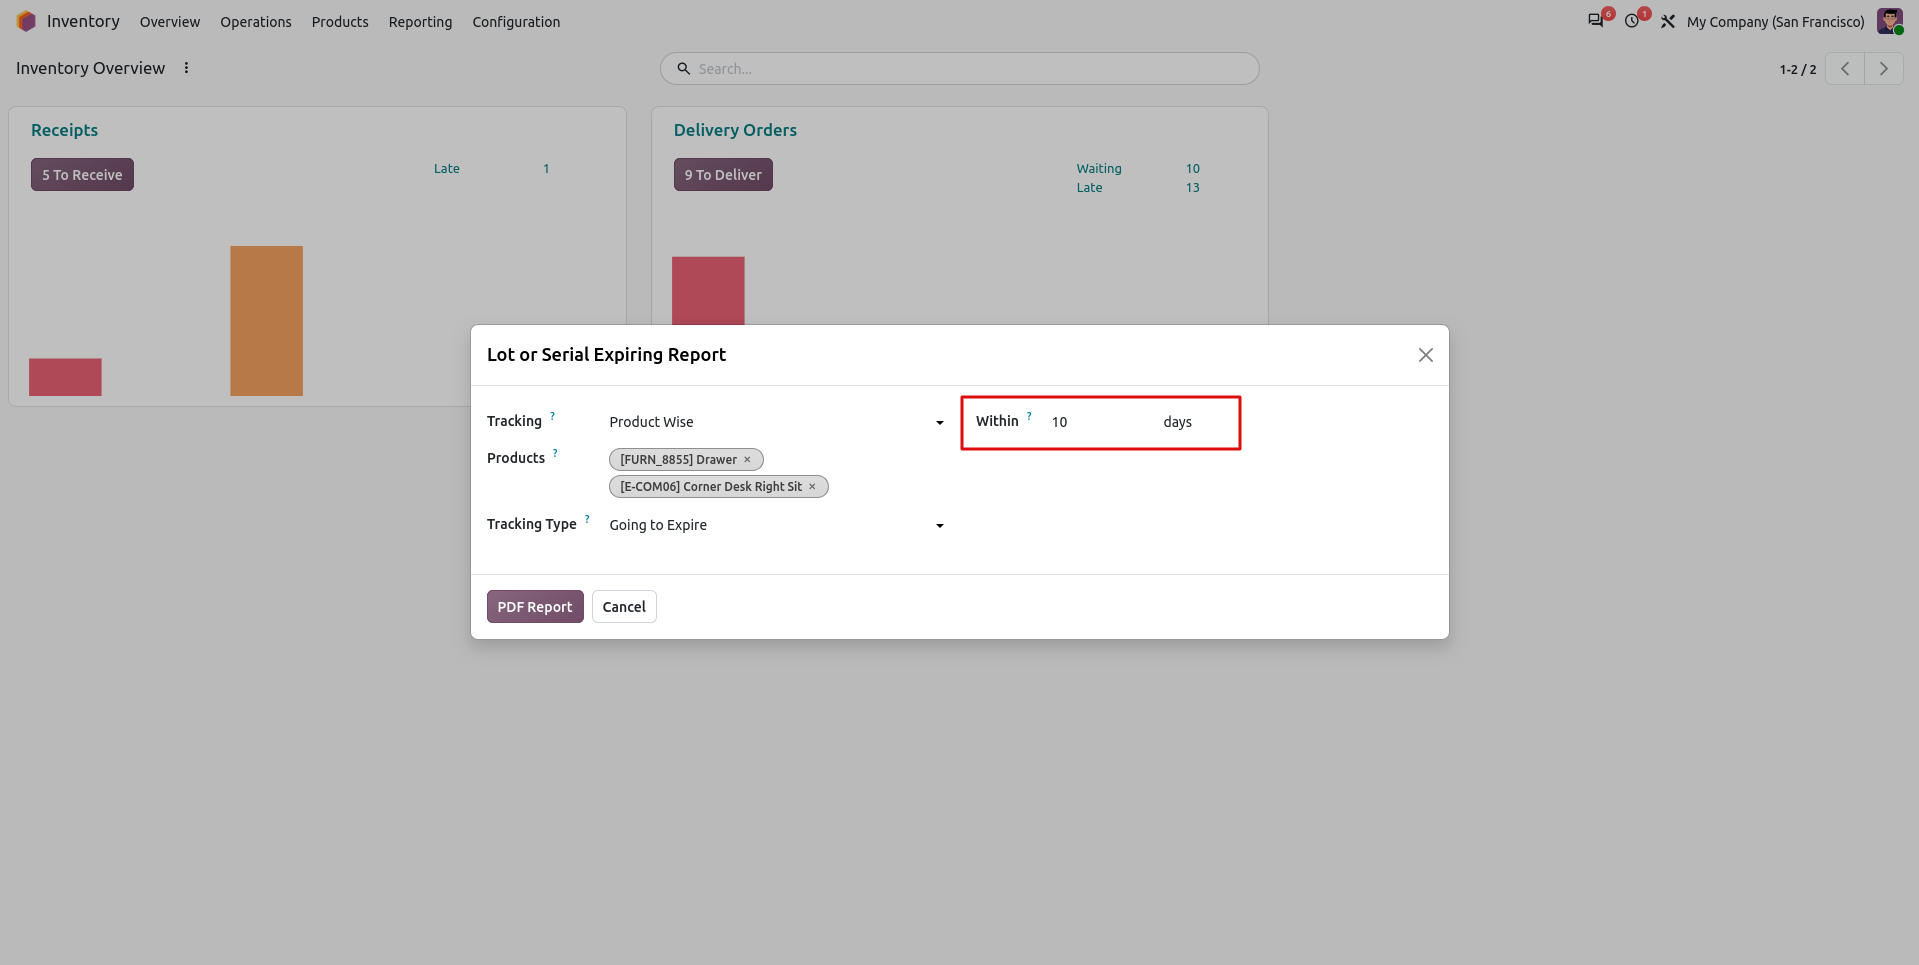 Inventory Overview Operations Products Reporting Configuration 6 1 My Company (San Francisco)
Inventory Overview Search... 1-2 / 2
Receipts
5 To Receive Late 1
Delivery Orders
9 To Deliver Waiting 10
Late 13
Lot or Serial Expiring Report
Tracking ? Product Wise Within ? 10 days
Products ? [FURN_8855] Drawer ×
[E-COM06] Corner Desk Right Sit ×
Tracking Type ? Going to Expire
PDF Report Cancel